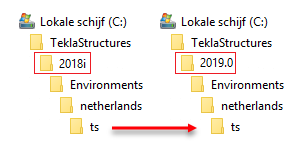 Lokale schijf (C:)
TeklaStructures
2018i
Environments
netherlands
ts
Lokale schijf (C:)
TeklaStructures
2019.0
Environments
netherlands
ts